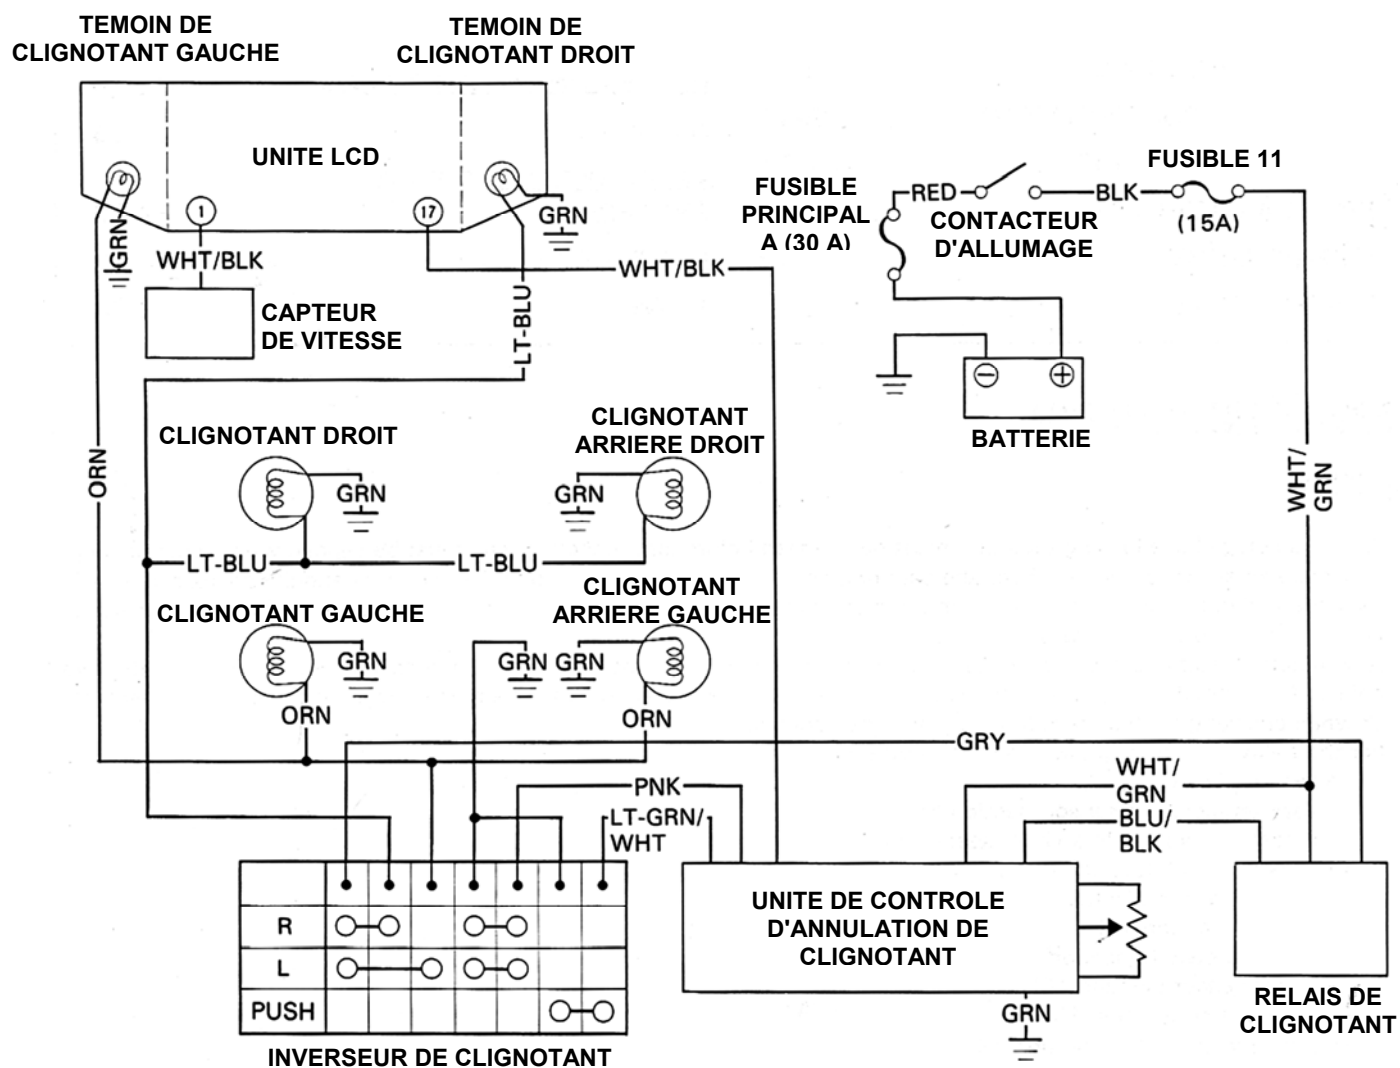 TEMOIN DE
CLIGNOTANT GAUCHE
TEMOIN DE
CLIGNOTANT DROIT
UNITE LCD
1
17
GRN
GRN
WHT/BLK
CAPTEUR
DE VITESSE
LT-BLU
WHT/BLK
FUSIBLE
PRINCIPAL
A (30 A)
RED
CONTACTEUR
D'ALLUMAGE
BLK
FUSIBLE 11
(15A)
BATTERIE
WHT/
GRN
ORN
CLIGNOTANT DROIT
GRN
CLIGNOTANT
ARRIERE DROIT
GRN
LT-BLU
LT-BLU
CLIGNOTANT GAUCHE
GRN
GRN
CLIGNOTANT
ARRIERE GAUCHE
GRN
ORN
ORN
GRY
PNK
LT-GRN/
WHT
WHT/
GRN
BLU/
BLK
R
L
PUSH
INVERSEUR DE CLIGNOTANT
UNITE DE CONTROLE
D'ANNULATION DE
CLIGNOTANT
GRN
RELAIS DE
CLIGNOTANT